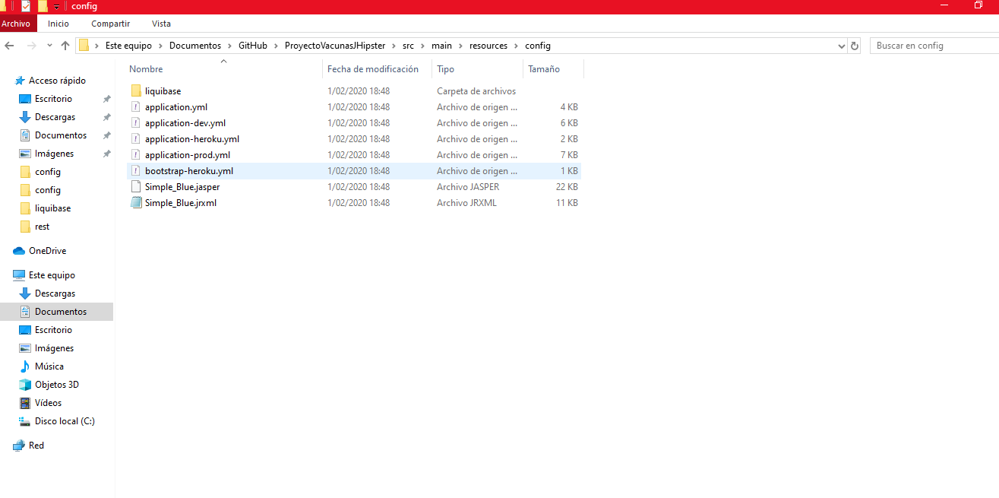 config
Archivo Inicio Compartir Vista
Este equipo Documentos GitHub ProyectoVacunasJHipster src main resources config
Buscar en config
Nombre Fecha de modificación Tipo Tamaño
liquibase 1/02/2020 18:48 Carpeta de archivos
application.yml 1/02/2020 18:48 Archivo de origen ... 4 KB
application-dev.yml 1/02/2020 18:48 Archivo de origen ... 6 KB
application-heroku.yml 1/02/2020 18:48 Archivo de origen ... 2 KB
application-prod.yml 1/02/2020 18:48 Archivo de origen ... 7 KB
bootstrap-heroku.yml 1/02/2020 18:48 Archivo de origen ... 1 KB
Simple_Blue.jasper 1/02/2020 18:48 Archivo JASPER 22 KB
Simple_Blue.jrxml 1/02/2020 18:48 Archivo JRXML 11 KB
Acceso rápido
Escritorio
Descargas
Documentos
Imágenes
config
config
liquibase
rest
OneDrive
Este equipo
Descargas
Documentos
Escritorio
Imágenes
Música
Objetos 3D
Vídeos
Disco local (C:)
Red